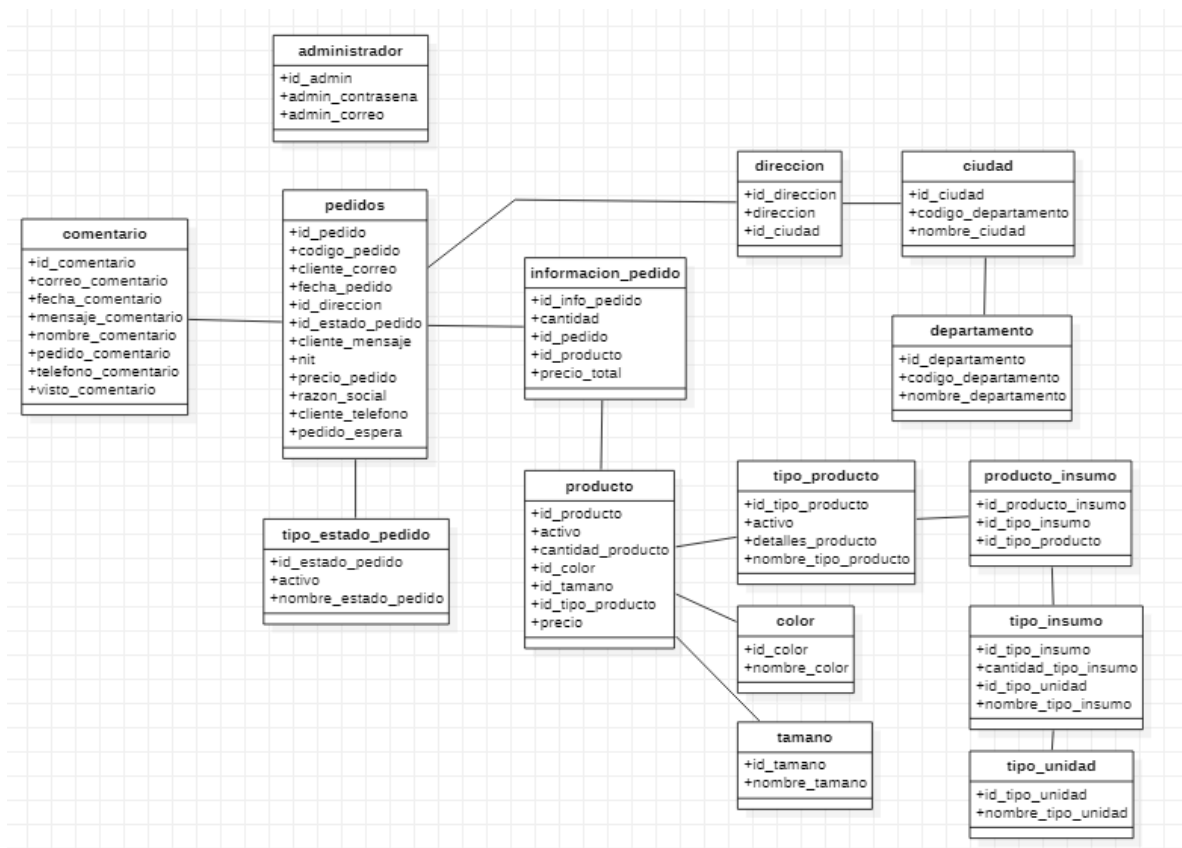 administrador
+id_admin
+admin_contrasena
+admin_correo
comentario
+id_comentario
+correo_comentario
+fecha_comentario
+mensaje_comentario
+nombre_comentario
+pedido_comentario
+telefono_comentario
+visto_comentario
pedidos
+id_pedido
+codigo_pedido
+cliente_correo
+fecha_pedido
+id_direccion
+id_estado_pedido
+cliente_mensaje
+nit
+precio_pedido
+razon_social
+cliente_telefono
+pedido_espera
tipo_estado_pedido
+id_estado_pedido
+activo
+nombre_estado_pedido
informacion_pedido
+id_info_pedido
+cantidad
+id_pedido
+id_producto
+precio_total
direccion
+id_direccion
+direccion
+id_ciudad
ciudad
+id_ciudad
+codigo_departamento
+nombre_ciudad
departamento
+id_departamento
+codigo_departamento
+nombre_departamento
producto
+id_producto
+activo
+cantidad_producto
+id_color
+id_tamano
+id_tipo_producto
+precio
tipo_producto
+id_tipo_producto
+activo
+detalles_producto
+nombre_tipo_producto
producto_insumo
+id_producto_insumo
+id_tipo_insumo
+id_tipo_producto
color
+id_color
+nombre_color
tipo_insumo
+id_tipo_insumo
+cantidad_tipo_insumo
+id_tipo_unidad
+nombre_tipo_insumo
tamano
+id_tamano
+nombre_tamano
tipo_unidad
+id_tipo_unidad
+nombre_tipo_unidad